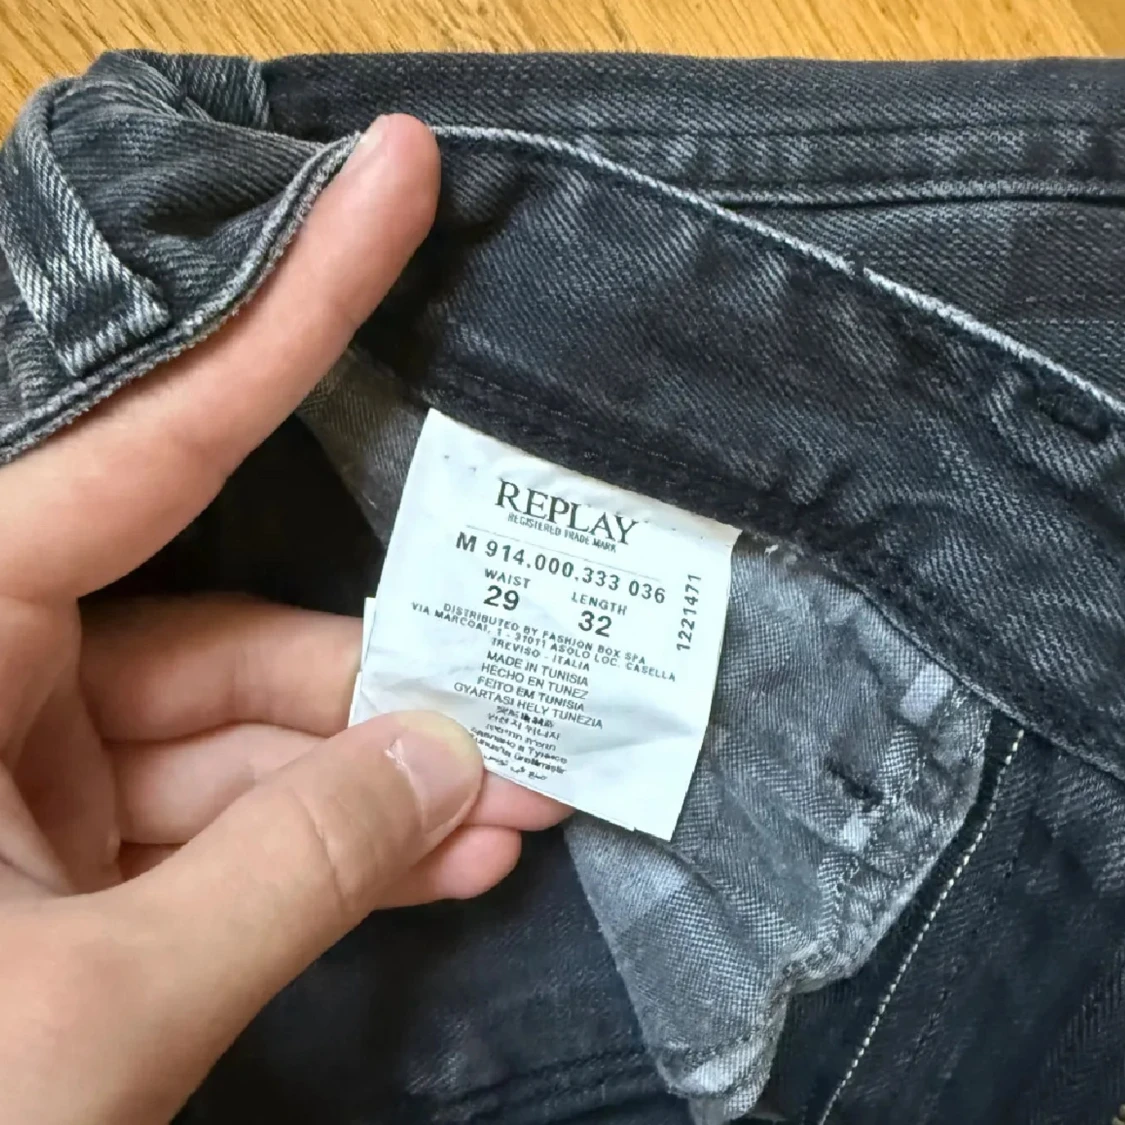 REPLAY
REGISTERED TRADE MARK
M 914.000.333 036
WAIST LENGTH
29 32
1221471
DISTRIBUTED BY FASHION BOX SPA
VIA MARCOAI, 1 - 31011 ASOLO LOC. CASELLA
TREVISO - ITALIA
MADE IN TUNISIA
HECHO EN TUNEZ
FEITO EM TUNISIA
GYARTASI HELY TUNEZIA